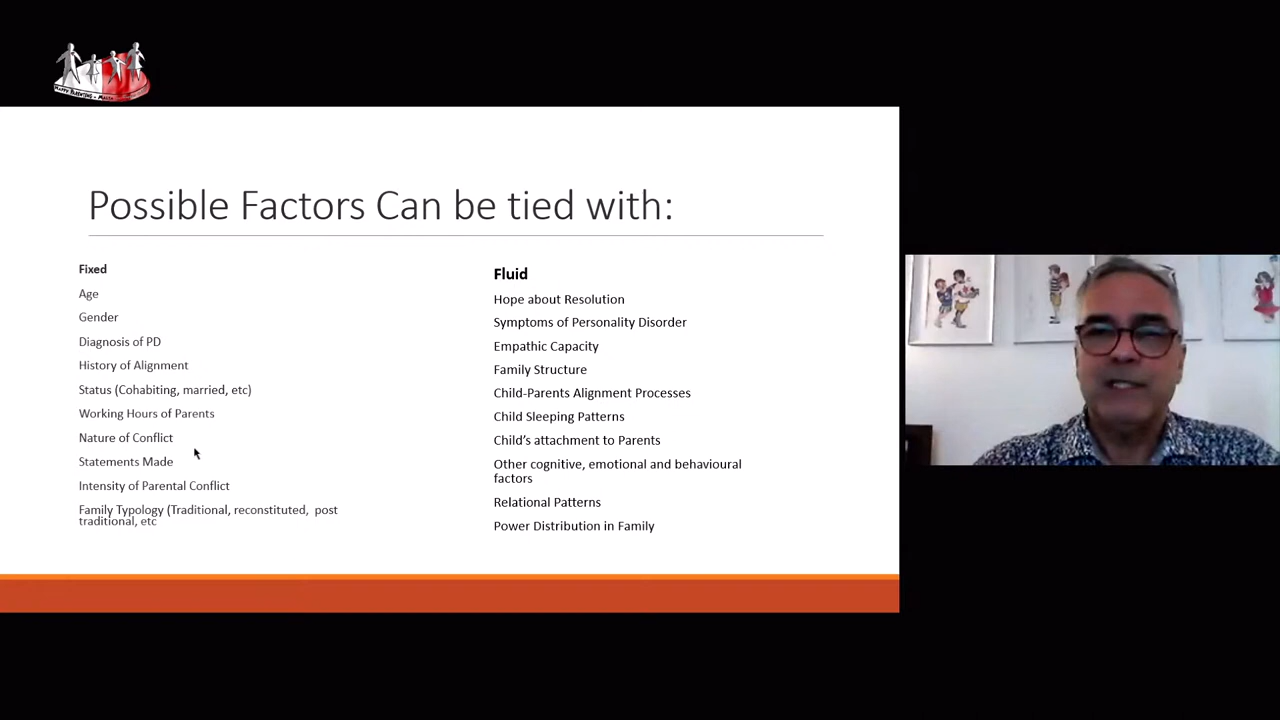 HAPPY PARENTING - MALTA
Possible Factors Can be tied with:
Fixed
Age
Gender
Diagnosis of PD
History of Alignment
Status (Cohabiting, married, etc)
Working Hours of Parents
Nature of Conflict
Statements Made
Intensity of Parental Conflict
Family Typology (Traditional, reconstituted, post
traditional, etc
Fluid
Hope about Resolution
Symptoms of Personality Disorder
Empathic Capacity
Family Structure
Child-Parents Alignment Processes
Child Sleeping Patterns
Child’s attachment to Parents
Other cognitive, emotional and behavioural
factors
Relational Patterns
Power Distribution in Family